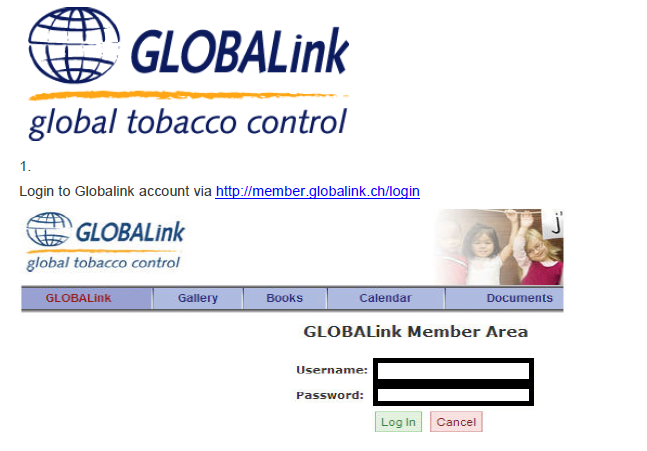 GLOBALink
global tobacco control
1.
Login to Globalink account via http://member.globalink.ch/login
GLOBALink
global tobacco control
j
GLOBALink Gallery Books Calendar Documents
GLOBALink Member Area
Username:
Password:
Log In Cancel